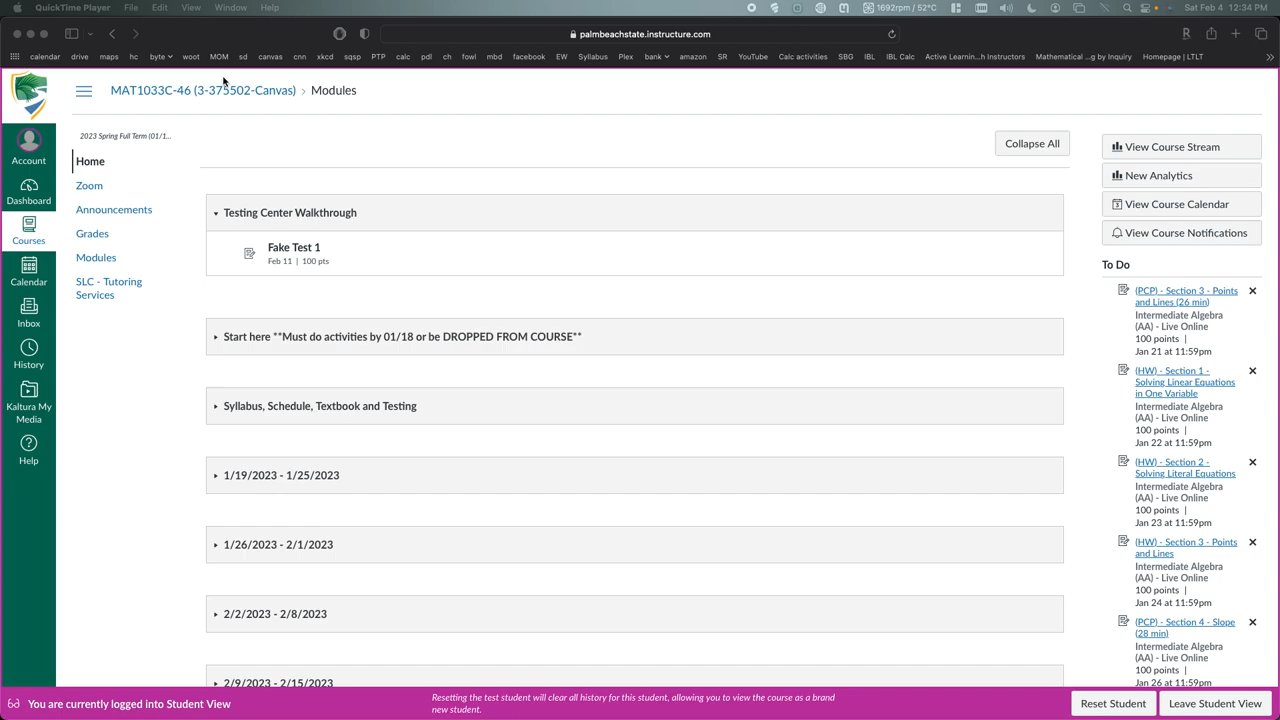 QuickTime Player File Edit View Window Help
1692rpm / 52°C
Sat Feb 4 12:34 PM
palmbeachstate.instructure.com
calendar drive maps hc byte woot MOM sd canvas cnn xkcd sqsp PTP calc pdl ch fowl mbd facebook EW Syllabus Plex bank amazon SR YouTube Calc activities SBG IBL IBL Calc Active Learnin...h Instructors Mathematical ...g by Inquiry Homepage | LTLT
MAT1033C-46 (3-375502-Canvas) › Modules
2023 Spring Full Term (01/1...
Account
Dashboard
Courses
Calendar
Inbox
History
Kaltura My
Media
Help
Home
Zoom
Announcements
Grades
Modules
SLC - Tutoring
Services
Collapse All
Testing Center Walkthrough
Fake Test 1
Feb 11 | 100 pts
Start here **Must do activities by 01/18 or be DROPPED FROM COURSE**
Syllabus, Schedule, Textbook and Testing
1/19/2023 - 1/25/2023
1/26/2023 - 2/1/2023
2/2/2023 - 2/8/2023
2/9/2023 - 2/15/2023
View Course Stream
New Analytics
View Course Calendar
View Course Notifications
To Do
(PCP) - Section 3 - Points
and Lines (26 min)
Intermediate Algebra
(AA) - Live Online
100 points |
Jan 21 at 11:59pm
(HW) - Section 1 -
Solving Linear Equations
in One Variable
Intermediate Algebra
(AA) - Live Online
100 points |
Jan 22 at 11:59pm
(HW) - Section 2 -
Solving Literal Equations
Intermediate Algebra
(AA) - Live Online
100 points |
Jan 23 at 11:59pm
(HW) - Section 3 - Points
and Lines
Intermediate Algebra
(AA) - Live Online
100 points |
Jan 24 at 11:59pm
(PCP) - Section 4 - Slope
(28 min)
Intermediate Algebra
(AA) - Live Online
100 points |
Jan 26 at 11:59pm
You are currently logged into Student View
Resetting the test student will clear all history for this student, allowing you to view the course as a brand
new student.
Reset Student
Leave Student View